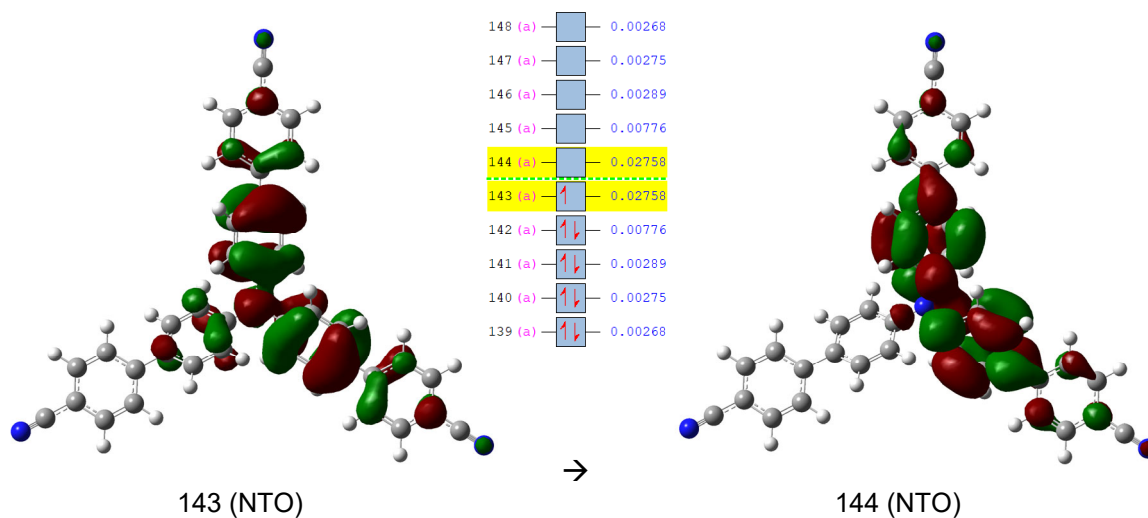 148 (a) 0.00268
147 (a) 0.00275
146 (a) 0.00289
145 (a) 0.00776
144 (a) 0.02758
143 (a) 0.02758
142 (a) 0.00776
141 (a) 0.00289
140 (a) 0.00275
139 (a) 0.00268
→
143 (NTO)
144 (NTO)